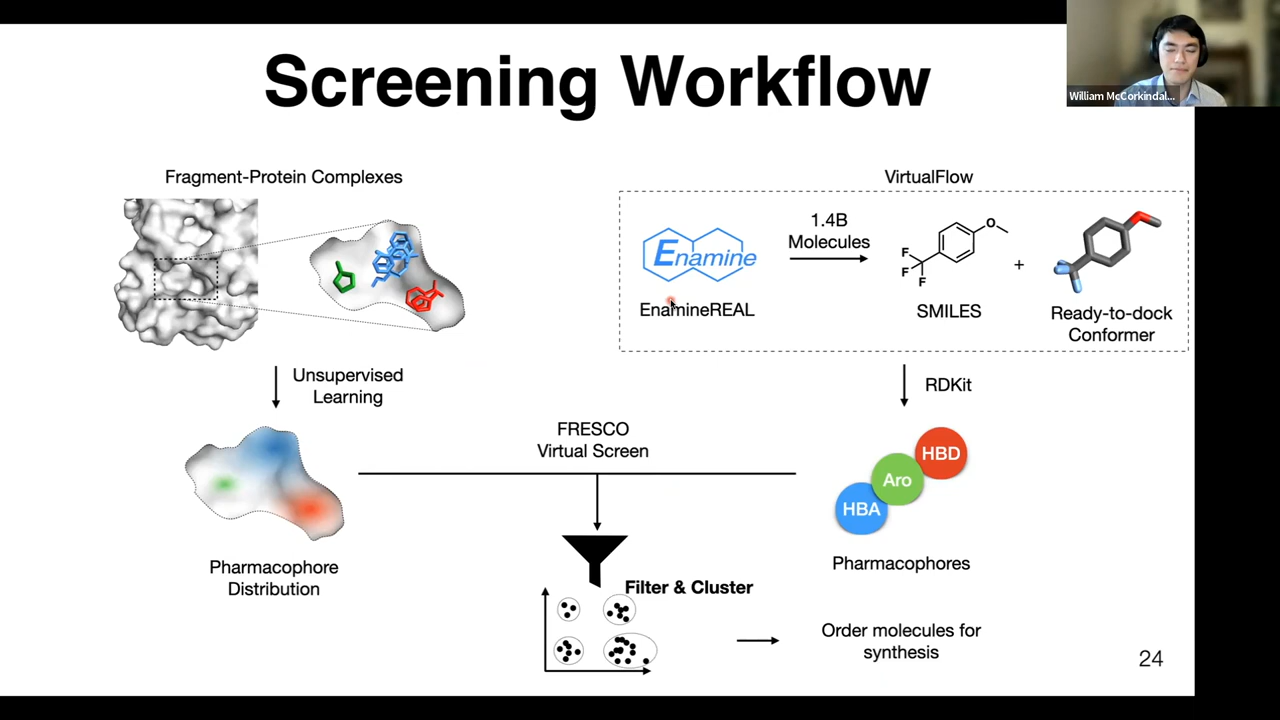 Screening Workflow
William McCorkindal...
Fragment-Protein Complexes
VirtualFlow
Enamine
EnamineREAL
1.4B
Molecules
O
F
F
F
+
SMILES
Ready-to-dock
Conformer
Unsupervised
Learning
RDKit
FRESCO
Virtual Screen
HBD
Aro
HBA
Pharmacophore
Distribution
Pharmacophores
Filter & Cluster
Order molecules for
synthesis
24